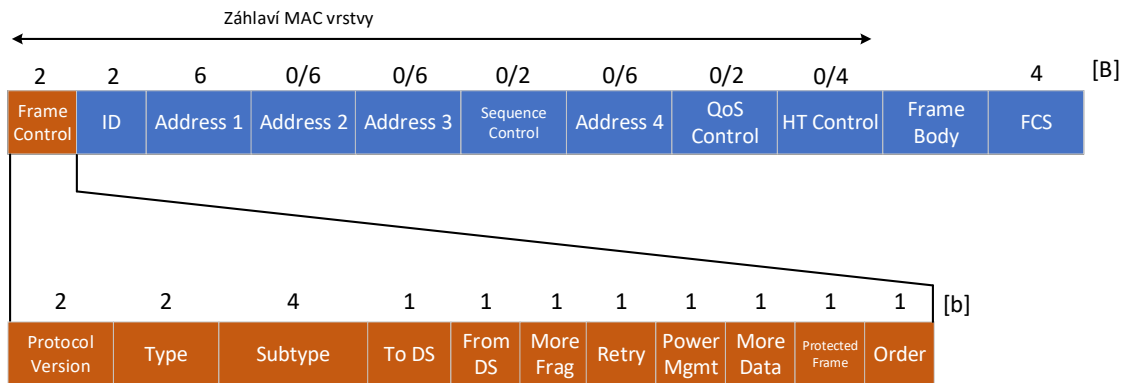 Záhlaví MAC vrstvy
2 2 6 0/6 0/6 0/2 0/6 0/2 0/4 4 [B]
Frame Control ID Address 1 Address 2 Address 3 Sequence Control Address 4 QoS Control HT Control Frame Body FCS
2 2 4 1 1 1 1 1 1 1 1 [b]
Protocol Version Type Subtype To DS From DS More Frag Retry Power Mgmt More Data Protected Frame Order